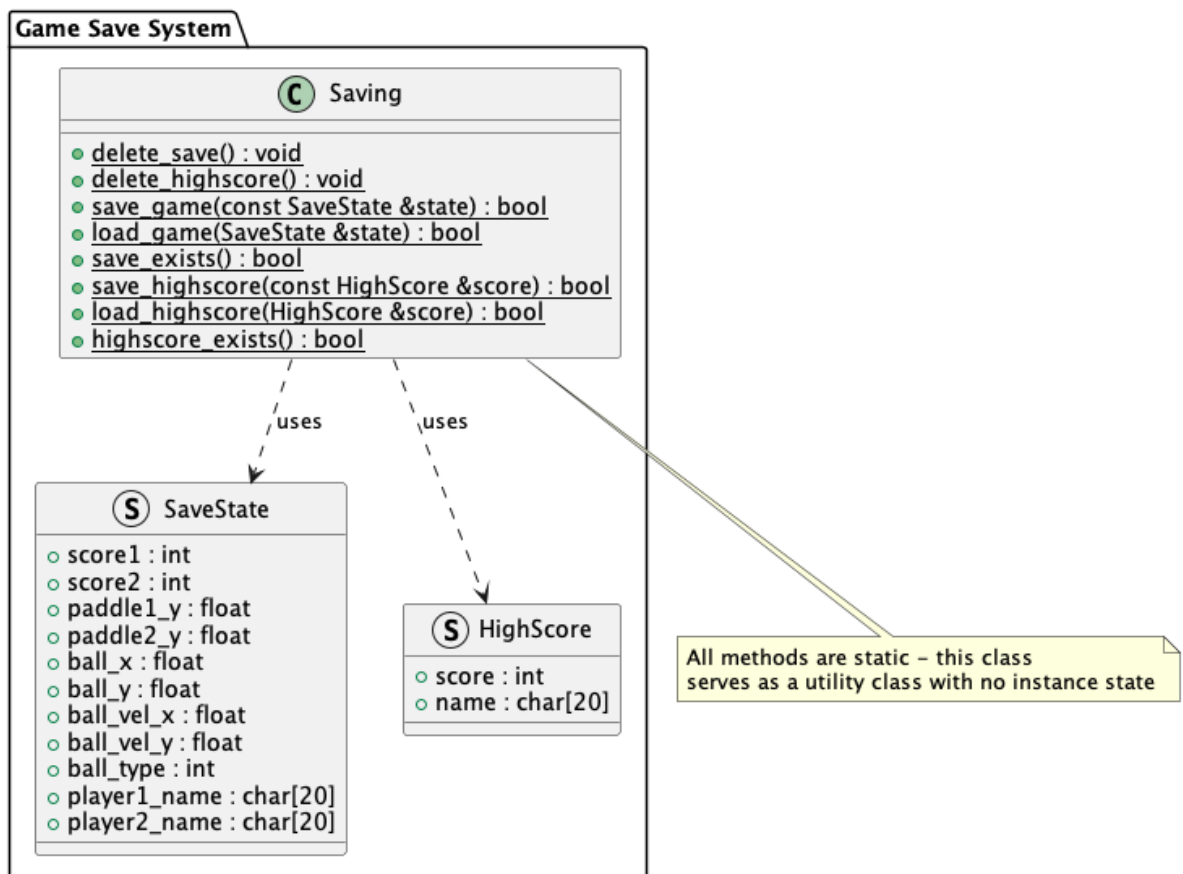 Game Save System
C Saving
delete_save() : void
delete_highscore() : void
save_game(const SaveState &state) : bool
load_game(SaveState &state) : bool
save_exists() : bool
save_highscore(const HighScore &score) : bool
load_highscore(HighScore &score) : bool
highscore_exists() : bool
uses
uses
S SaveState
score1 : int
score2 : int
paddle1_y : float
paddle2_y : float
ball_x : float
ball_y : float
ball_vel_x : float
ball_vel_y : float
ball_type : int
player1_name : char[20]
player2_name : char[20]
S HighScore
score : int
name : char[20]
All methods are static – this class
serves as a utility class with no instance state